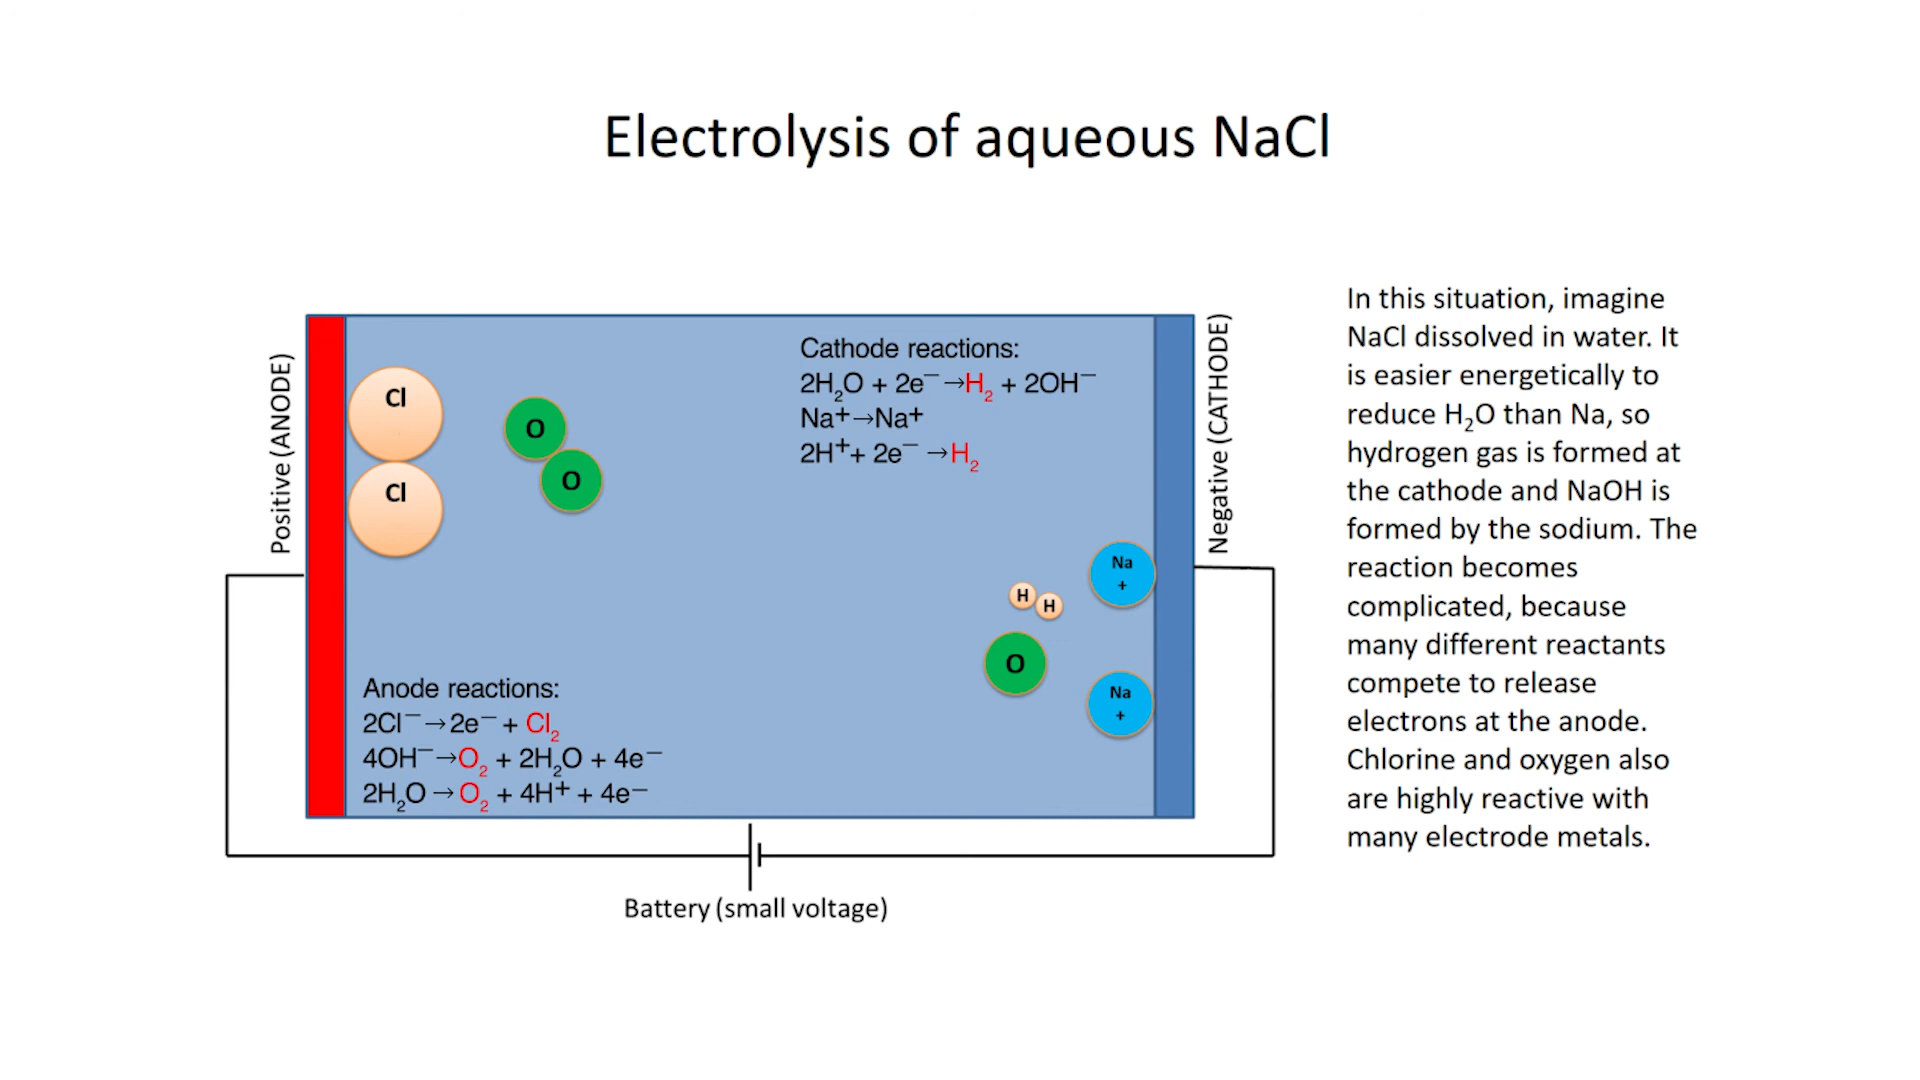 Electrolysis of aqueous NaCl
Positive (ANODE)
Cl
Cl
O
O
Cathode reactions:
2H₂O + 2e⁻ →H₂ + 2OH⁻
Na+→Na+
2H⁺+ 2e⁻ →H₂
Negative (CATHODE)
Na
+
H
H
O
Na
+
Anode reactions:
2Cl⁻→2e⁻ + Cl₂
4OH⁻→O₂ + 2H₂O + 4e⁻
2H₂O → O₂ + 4H⁺ + 4e⁻
Battery (small voltage)
In this situation, imagine
NaCl dissolved in water. It
is easier energetically to
reduce H₂O than Na, so
hydrogen gas is formed at
the cathode and NaOH is
formed by the sodium. The
reaction becomes
complicated, because
many different reactants
compete to release
electrons at the anode.
Chlorine and oxygen also
are highly reactive with
many electrode metals.